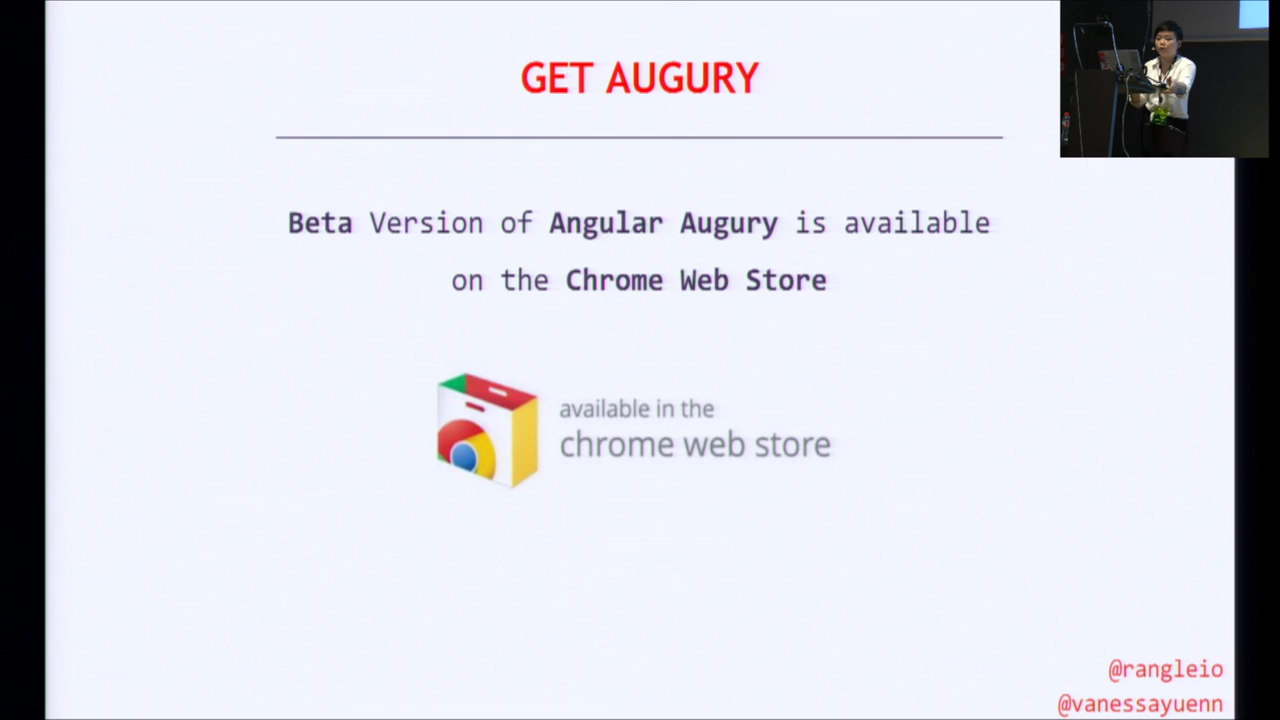 GET AUGURY
Beta Version of Angular Augury is available
on the Chrome Web Store
available in the
chrome web store
@rangleio
@vanessayuenn